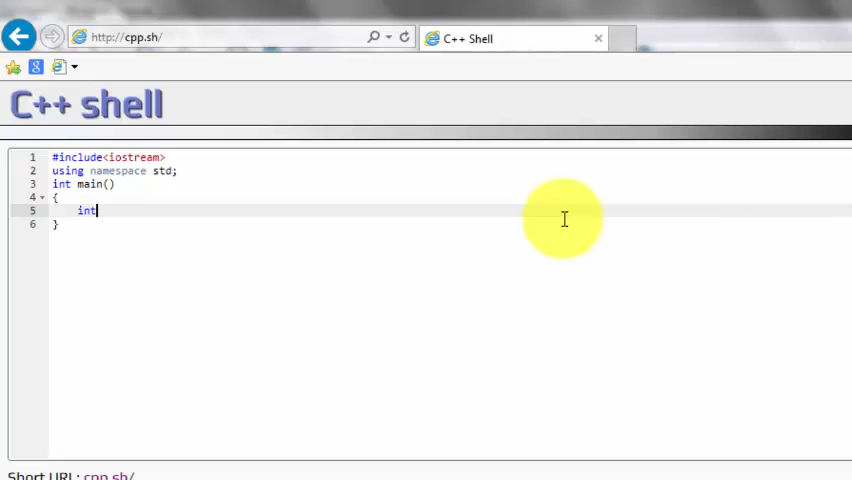 http://cpp.sh/
C++ Shell
C++ shell
1 #include<iostream>
2 using namespace std;
3 int main()
4 {
5 int
6 }
Short URL: cpp.sh/